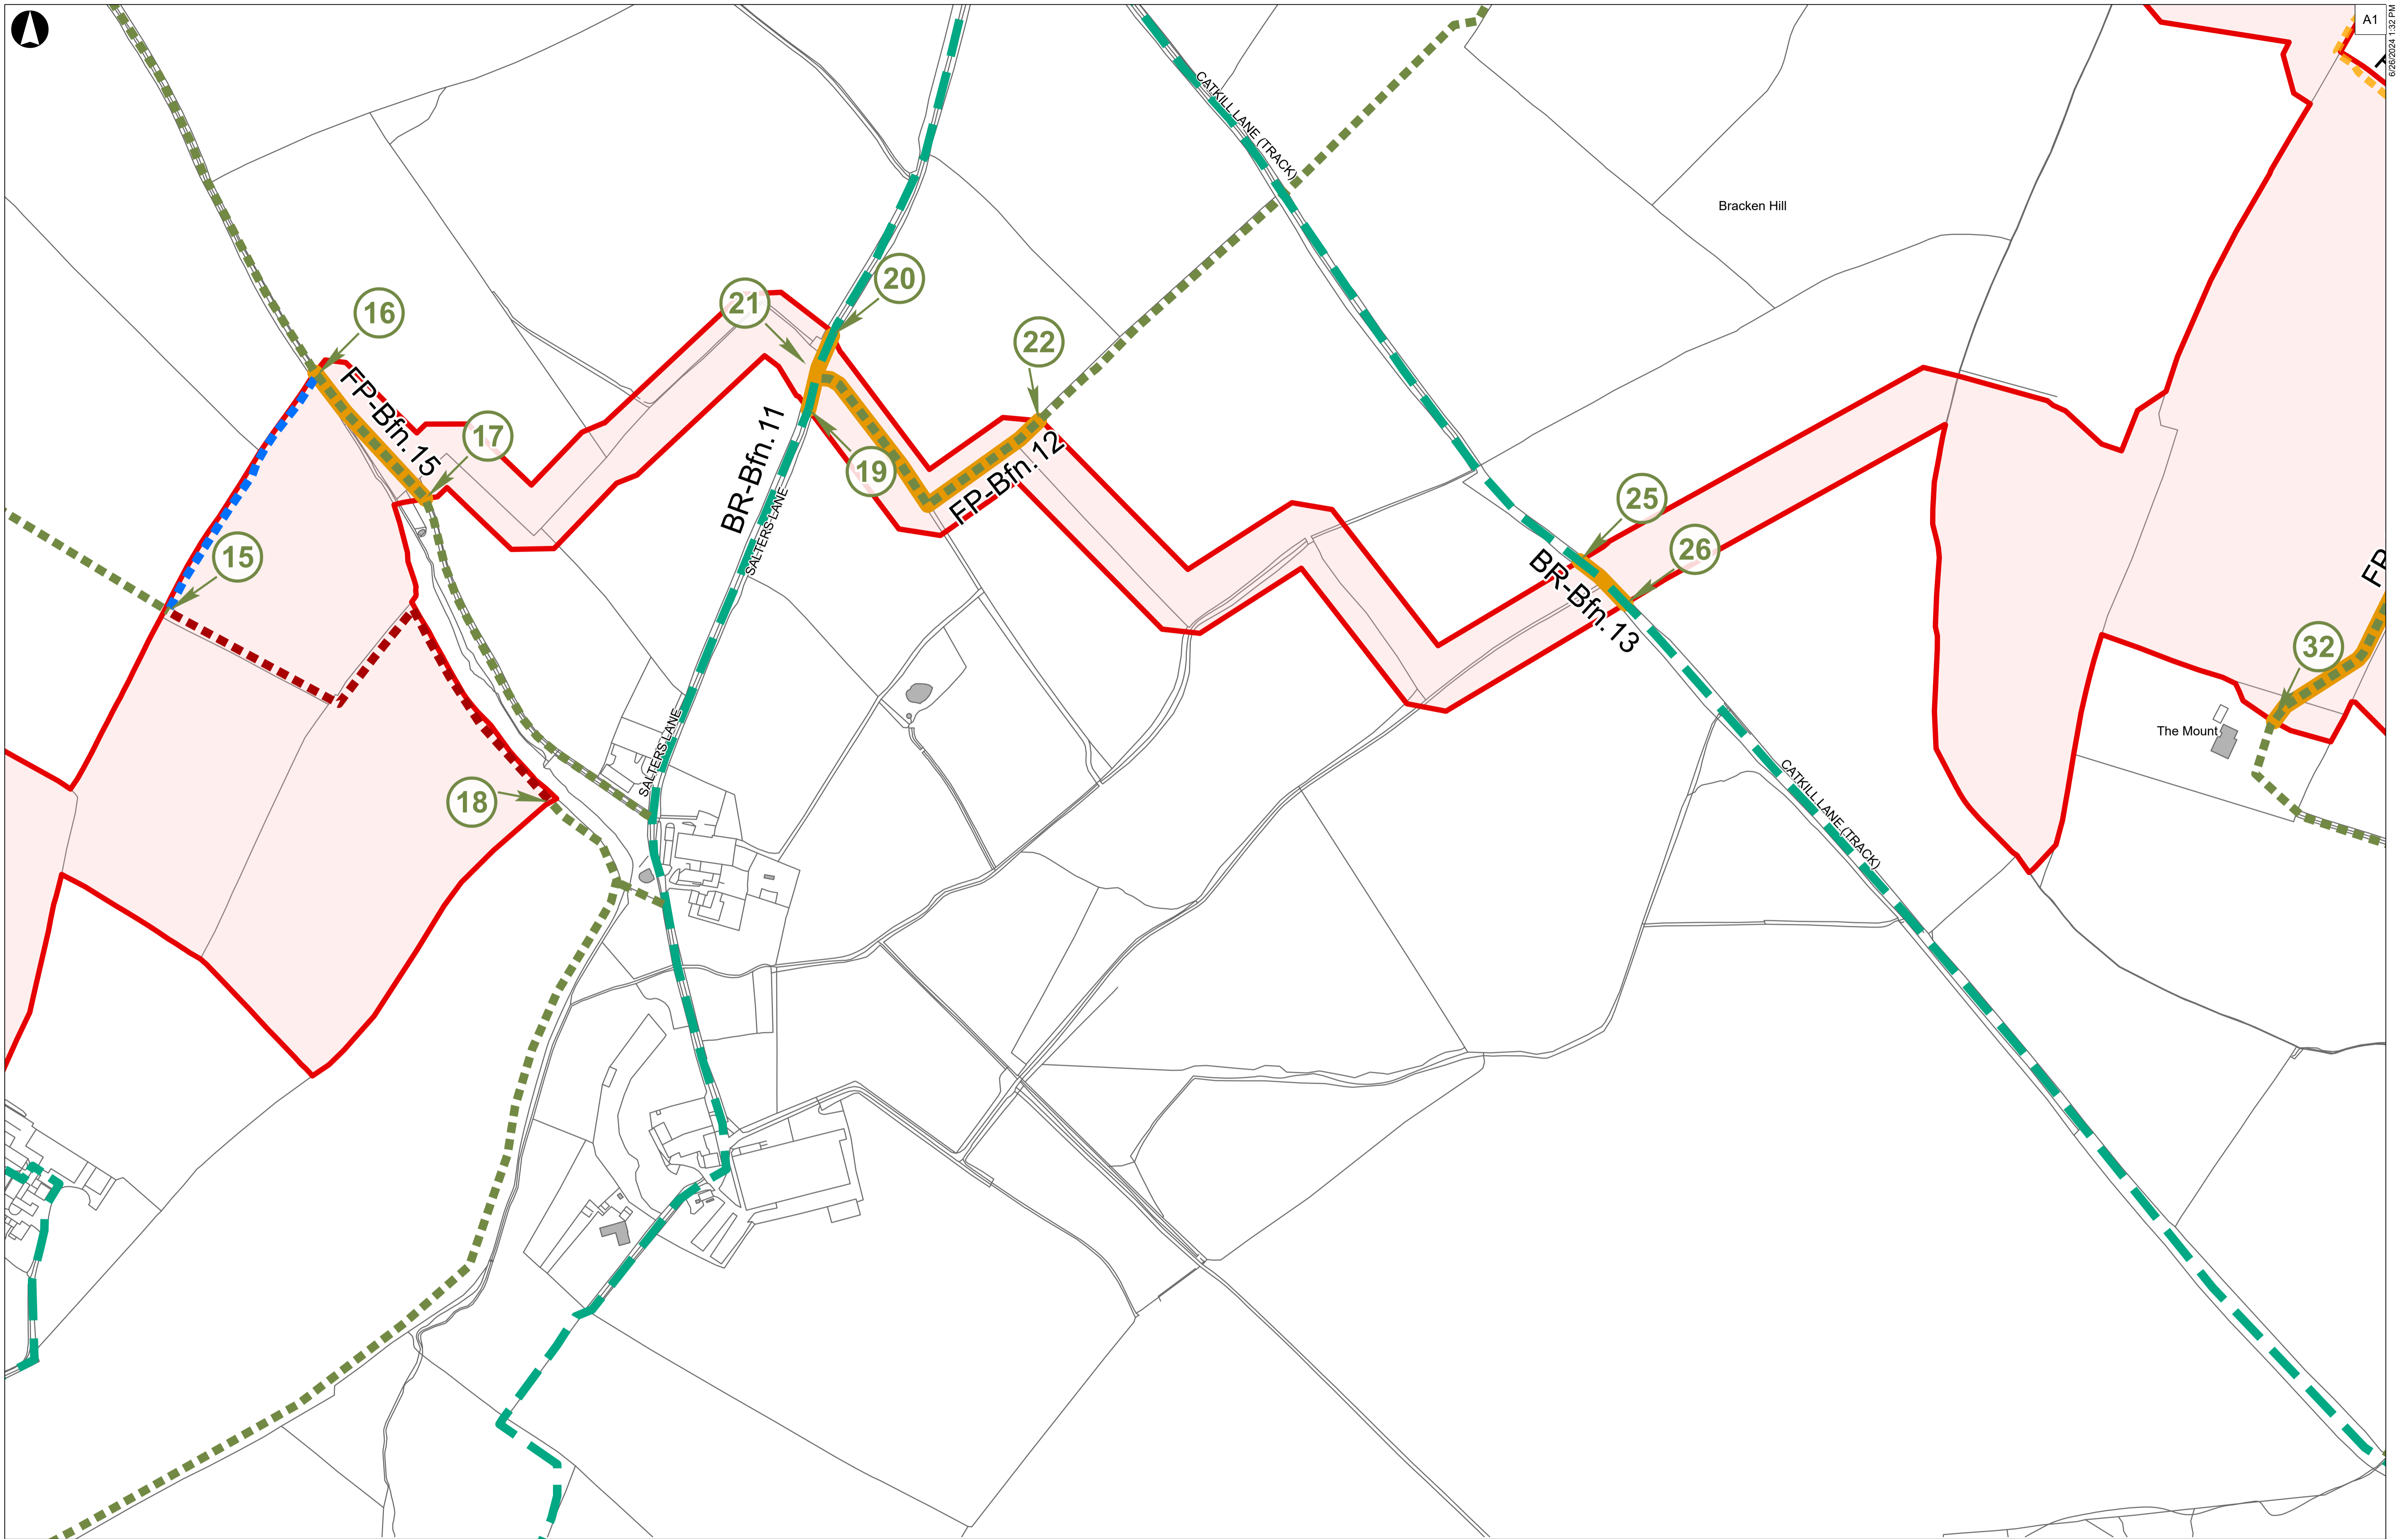 A1
6/26/2024 1:32 PM
CATKILL LANE (TRACK)
Bracken Hill
20
21
16
22
FP-Bfn.15
17
BR-Bfn.11
19
FP-Bfn.12
SALTERS LANE
25
26
BR-Bfn.13
15
FP
32
The Mount
SALTERS LANE
18
CATKILL LANE (TRACK)